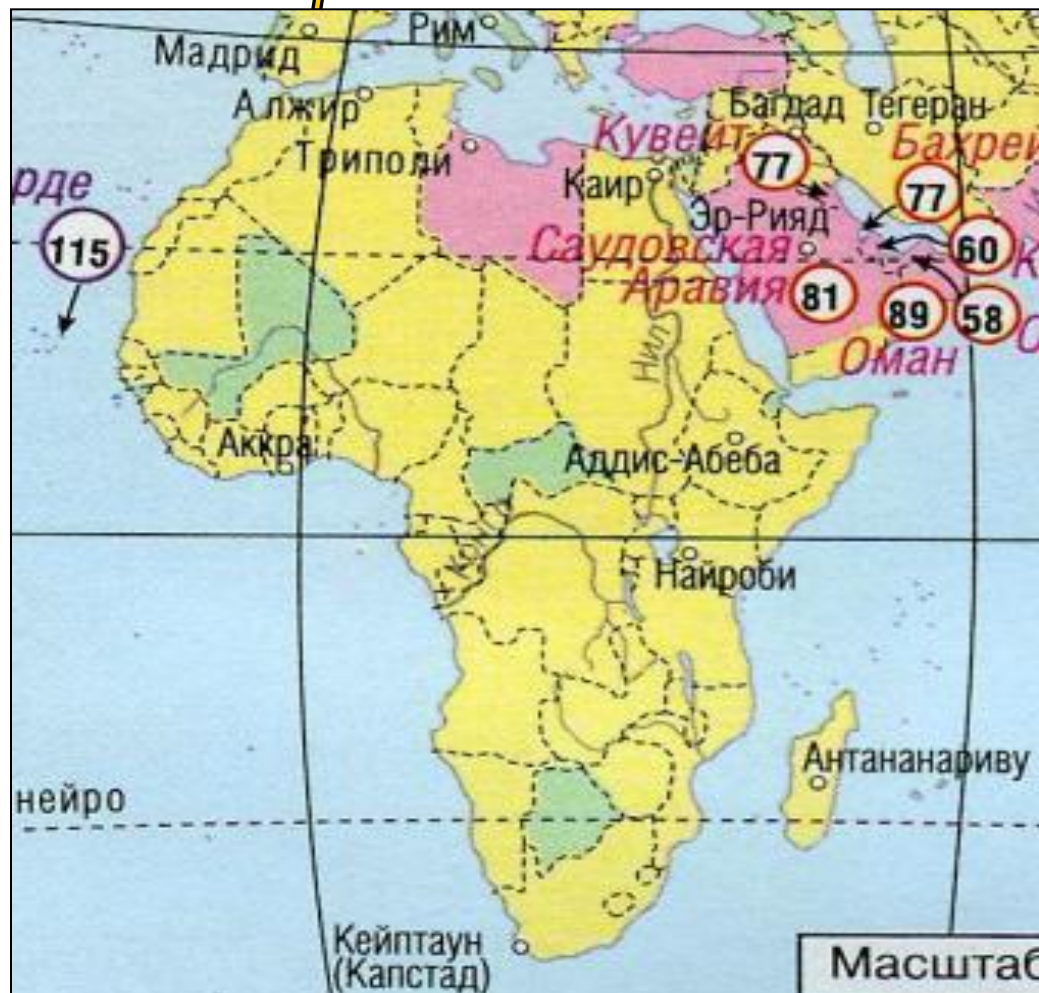 Рим
Мадрид
Алжир
Багдад Тегеран
Кувейт
Бахрей
Триполи
77
Каир
77
рде
Эр-Рияд
115
Саудовская
60
К
Аравия
81
89
58
О
Оман
Нил
Аккра
Аддис-Абеба
Конго
Найроби
Антананариву
нейро
Кейптаун
(Капстад)
Масштаб